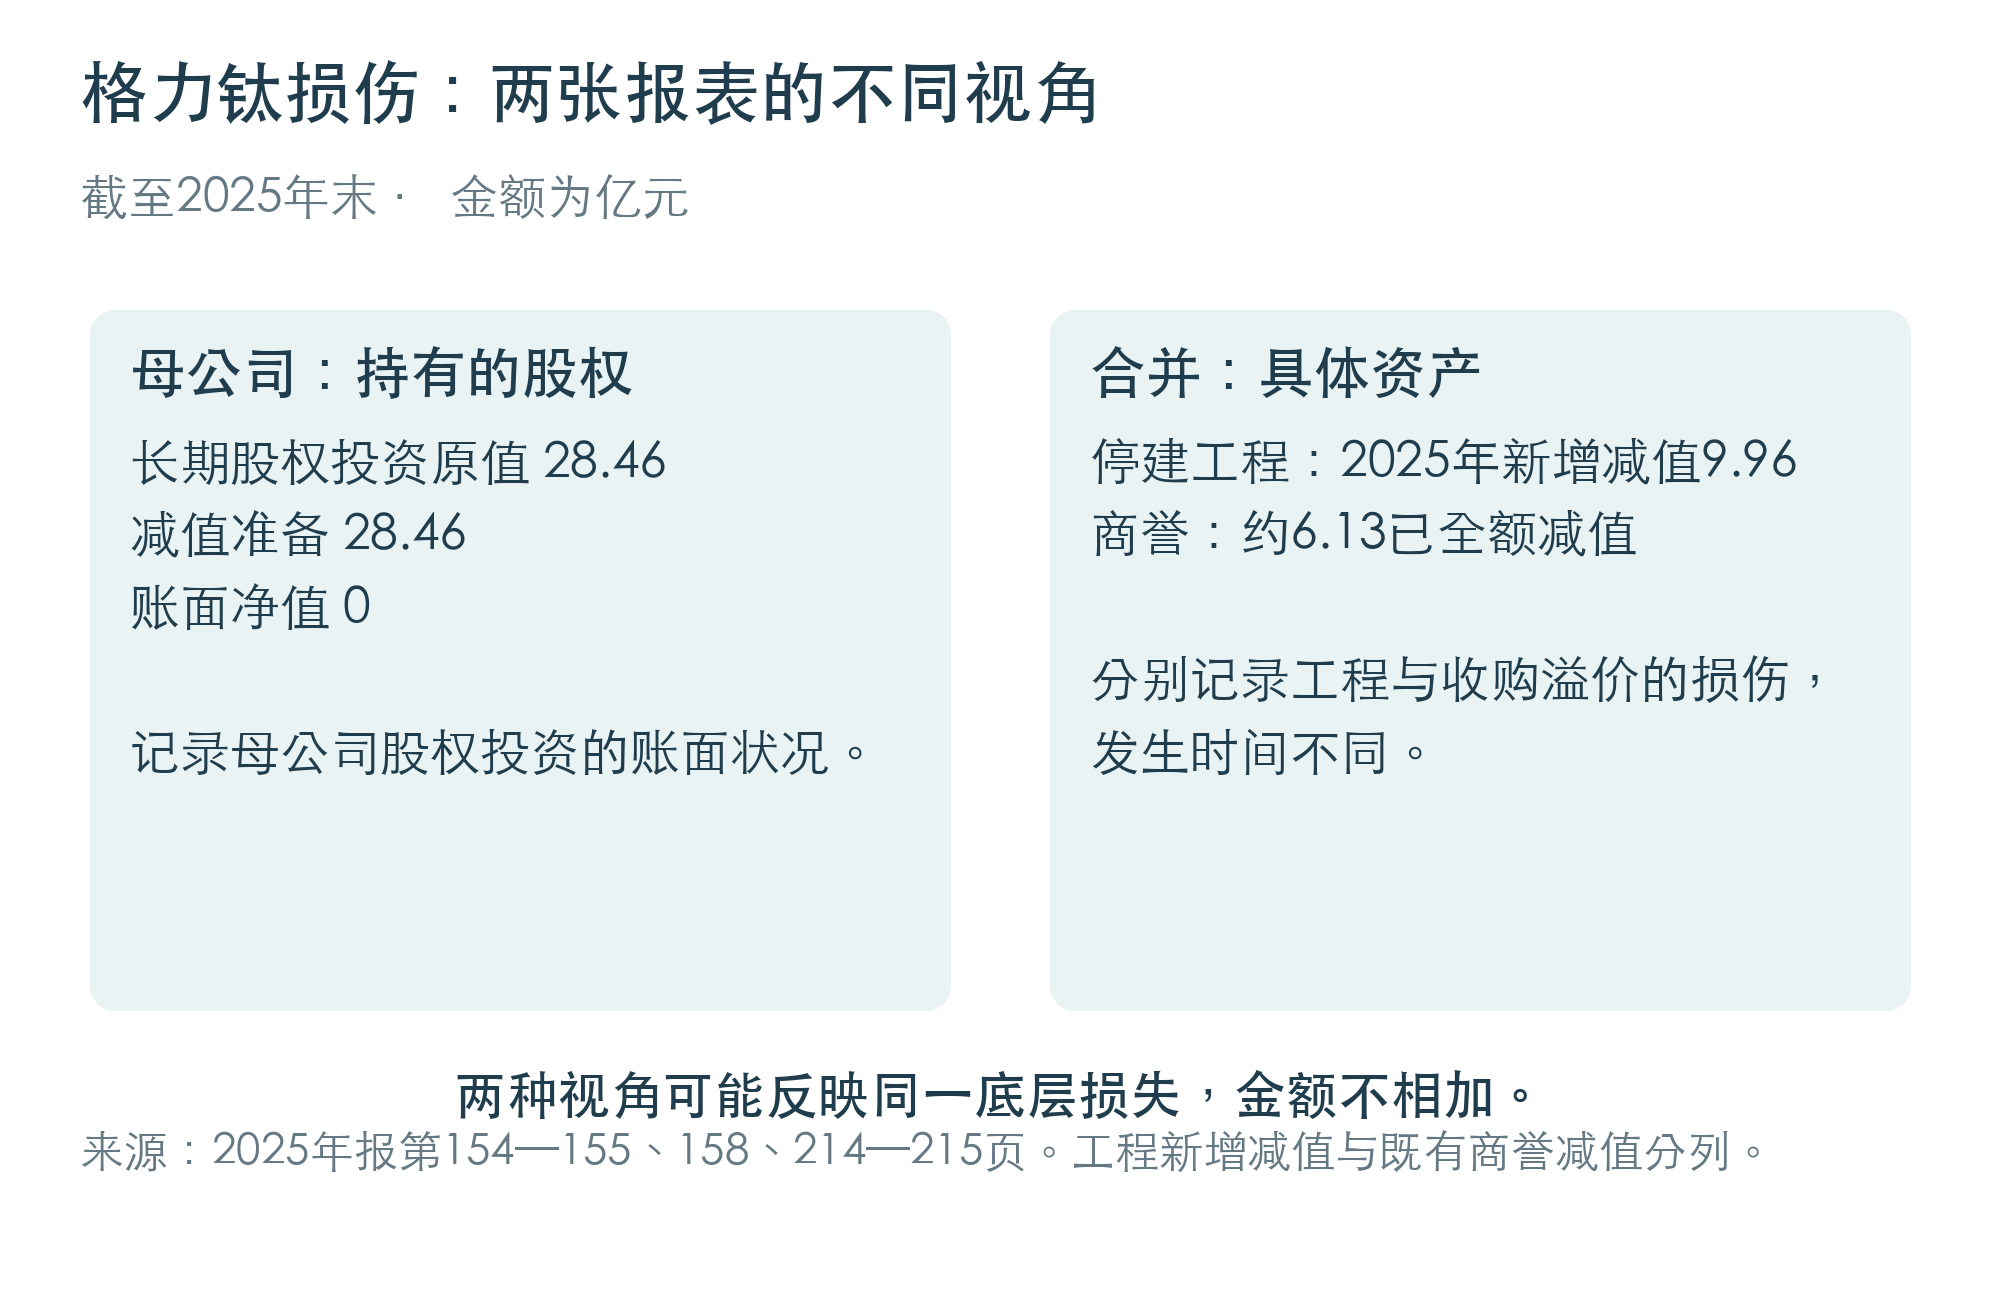 格力钛损伤：两张报表的不同视角
截至2025年末· 金额为亿元
母公司：持有的股权
长期股权投资原值 28.46
减值准备 28.46
账面净值 0
记录母公司股权投资的账面状况。
合并：具体资产
停建工程：2025年新增减值9.96
商誉：约6.13已全额减值
分别记录工程与收购溢价的损伤，
发生时间不同。
两种视角可能反映同一底层损失，金额不相加。
来源：2025年报第154—155、158、214—215页。工程新增减值与既有商誉减值分列。